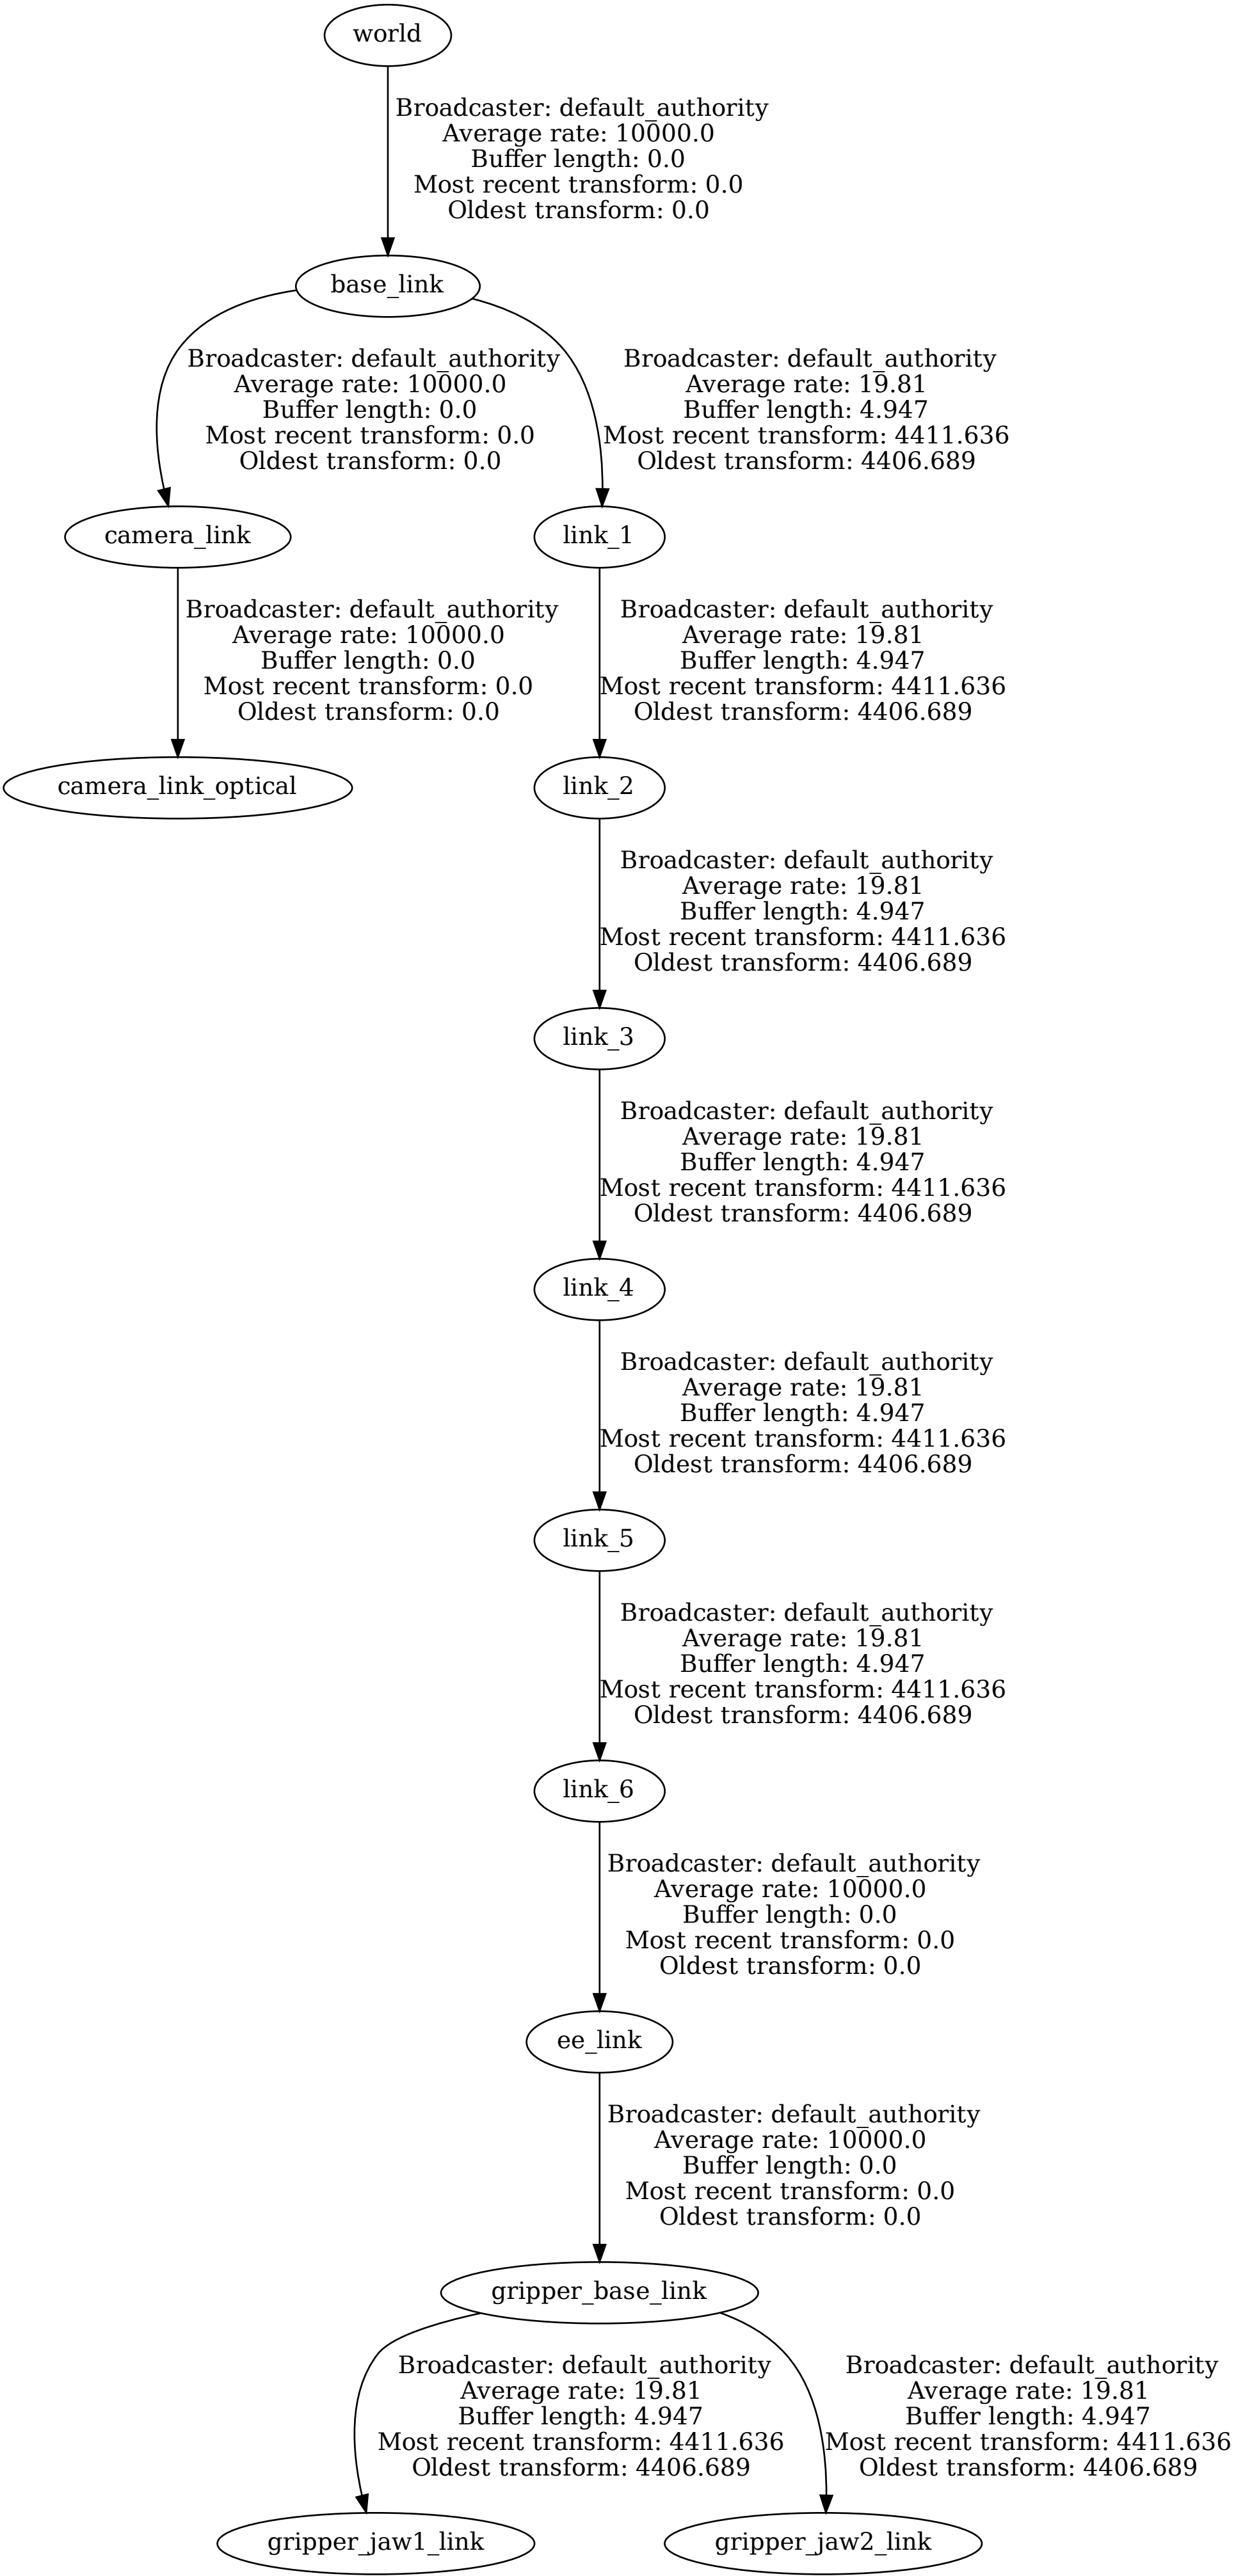 world
Broadcaster: default_authority
Average rate: 10000.0
Buffer length: 0.0
Most recent transform: 0.0
Oldest transform: 0.0
base_link
Broadcaster: default_authority
Average rate: 10000.0
Buffer length: 0.0
Most recent transform: 0.0
Oldest transform: 0.0
Broadcaster: default_authority
Average rate: 19.81
Buffer length: 4.947
Most recent transform: 4411.636
Oldest transform: 4406.689
camera_link
link_1
Broadcaster: default_authority
Average rate: 10000.0
Buffer length: 0.0
Most recent transform: 0.0
Oldest transform: 0.0
Broadcaster: default_authority
Average rate: 19.81
Buffer length: 4.947
Most recent transform: 4411.636
Oldest transform: 4406.689
camera_link_optical
link_2
Broadcaster: default_authority
Average rate: 19.81
Buffer length: 4.947
Most recent transform: 4411.636
Oldest transform: 4406.689
link_3
Broadcaster: default_authority
Average rate: 19.81
Buffer length: 4.947
Most recent transform: 4411.636
Oldest transform: 4406.689
link_4
Broadcaster: default_authority
Average rate: 19.81
Buffer length: 4.947
Most recent transform: 4411.636
Oldest transform: 4406.689
link_5
Broadcaster: default_authority
Average rate: 19.81
Buffer length: 4.947
Most recent transform: 4411.636
Oldest transform: 4406.689
link_6
Broadcaster: default_authority
Average rate: 10000.0
Buffer length: 0.0
Most recent transform: 0.0
Oldest transform: 0.0
ee_link
Broadcaster: default_authority
Average rate: 10000.0
Buffer length: 0.0
Most recent transform: 0.0
Oldest transform: 0.0
gripper_base_link
Broadcaster: default_authority
Average rate: 19.81
Buffer length: 4.947
Most recent transform: 4411.636
Oldest transform: 4406.689
Broadcaster: default_authority
Average rate: 19.81
Buffer length: 4.947
Most recent transform: 4411.636
Oldest transform: 4406.689
gripper_jaw1_link
gripper_jaw2_link